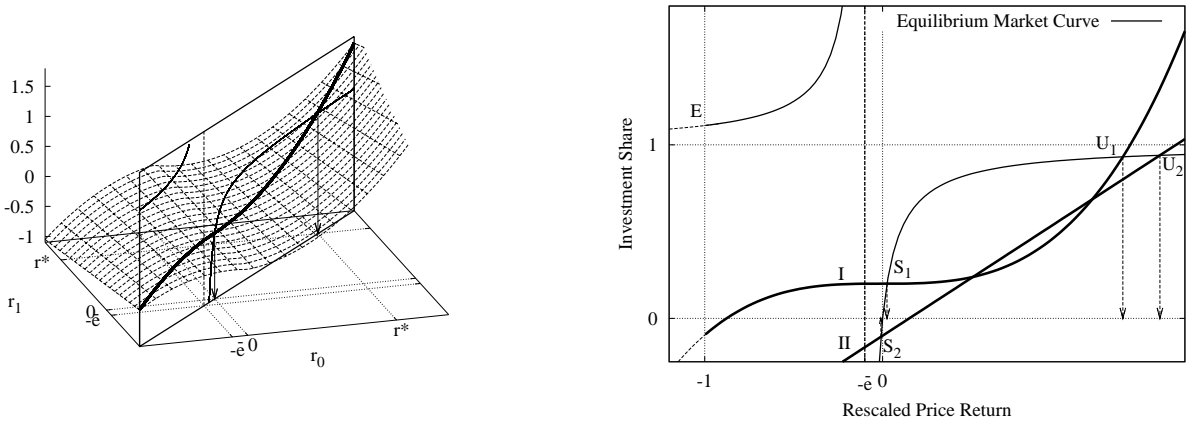 1.5
1
0.5
0
-0.5
-1
r*
0
-ē
r1
-ē 0
r0
r*
Equilibrium Market Curve
E
1
U1
U2
Investment Share
I
S1
0
II
S2
-1
-ē 0
Rescaled Price Return